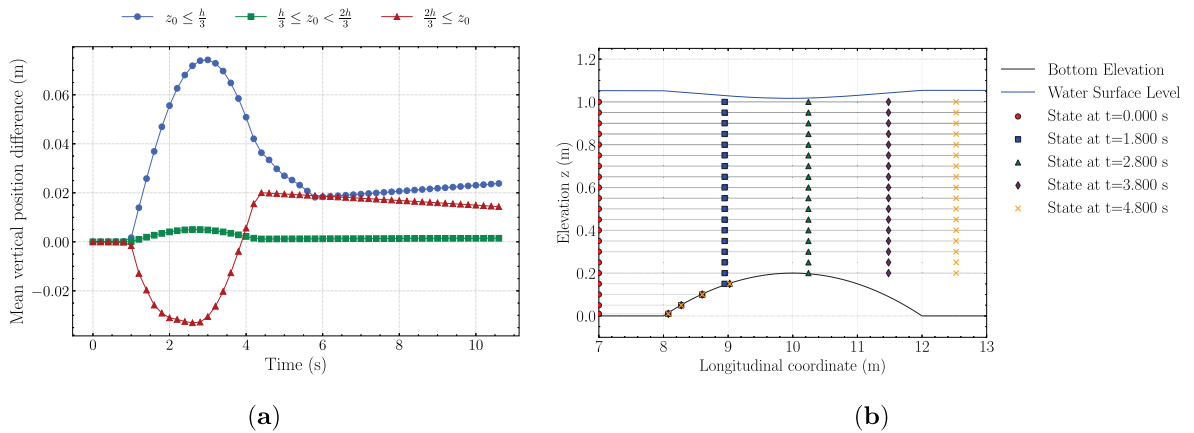 z₀ ≤ h/3   h/3 ≤ z₀ < 2h/3   2h/3 ≤ z₀
Mean vertical position difference (m)
0.06
0.04
0.02
0.00
−0.02
0 2 4 6 8 10
Time (s)
(a)
Elevation z (m)
1.2
1.0
0.8
0.6
0.4
0.2
0.0
7 8 9 10 11 12 13
Longitudinal coordinate (m)
Bottom Elevation
Water Surface Level
State at t=0.000 s
State at t=1.800 s
State at t=2.800 s
State at t=3.800 s
State at t=4.800 s
(b)